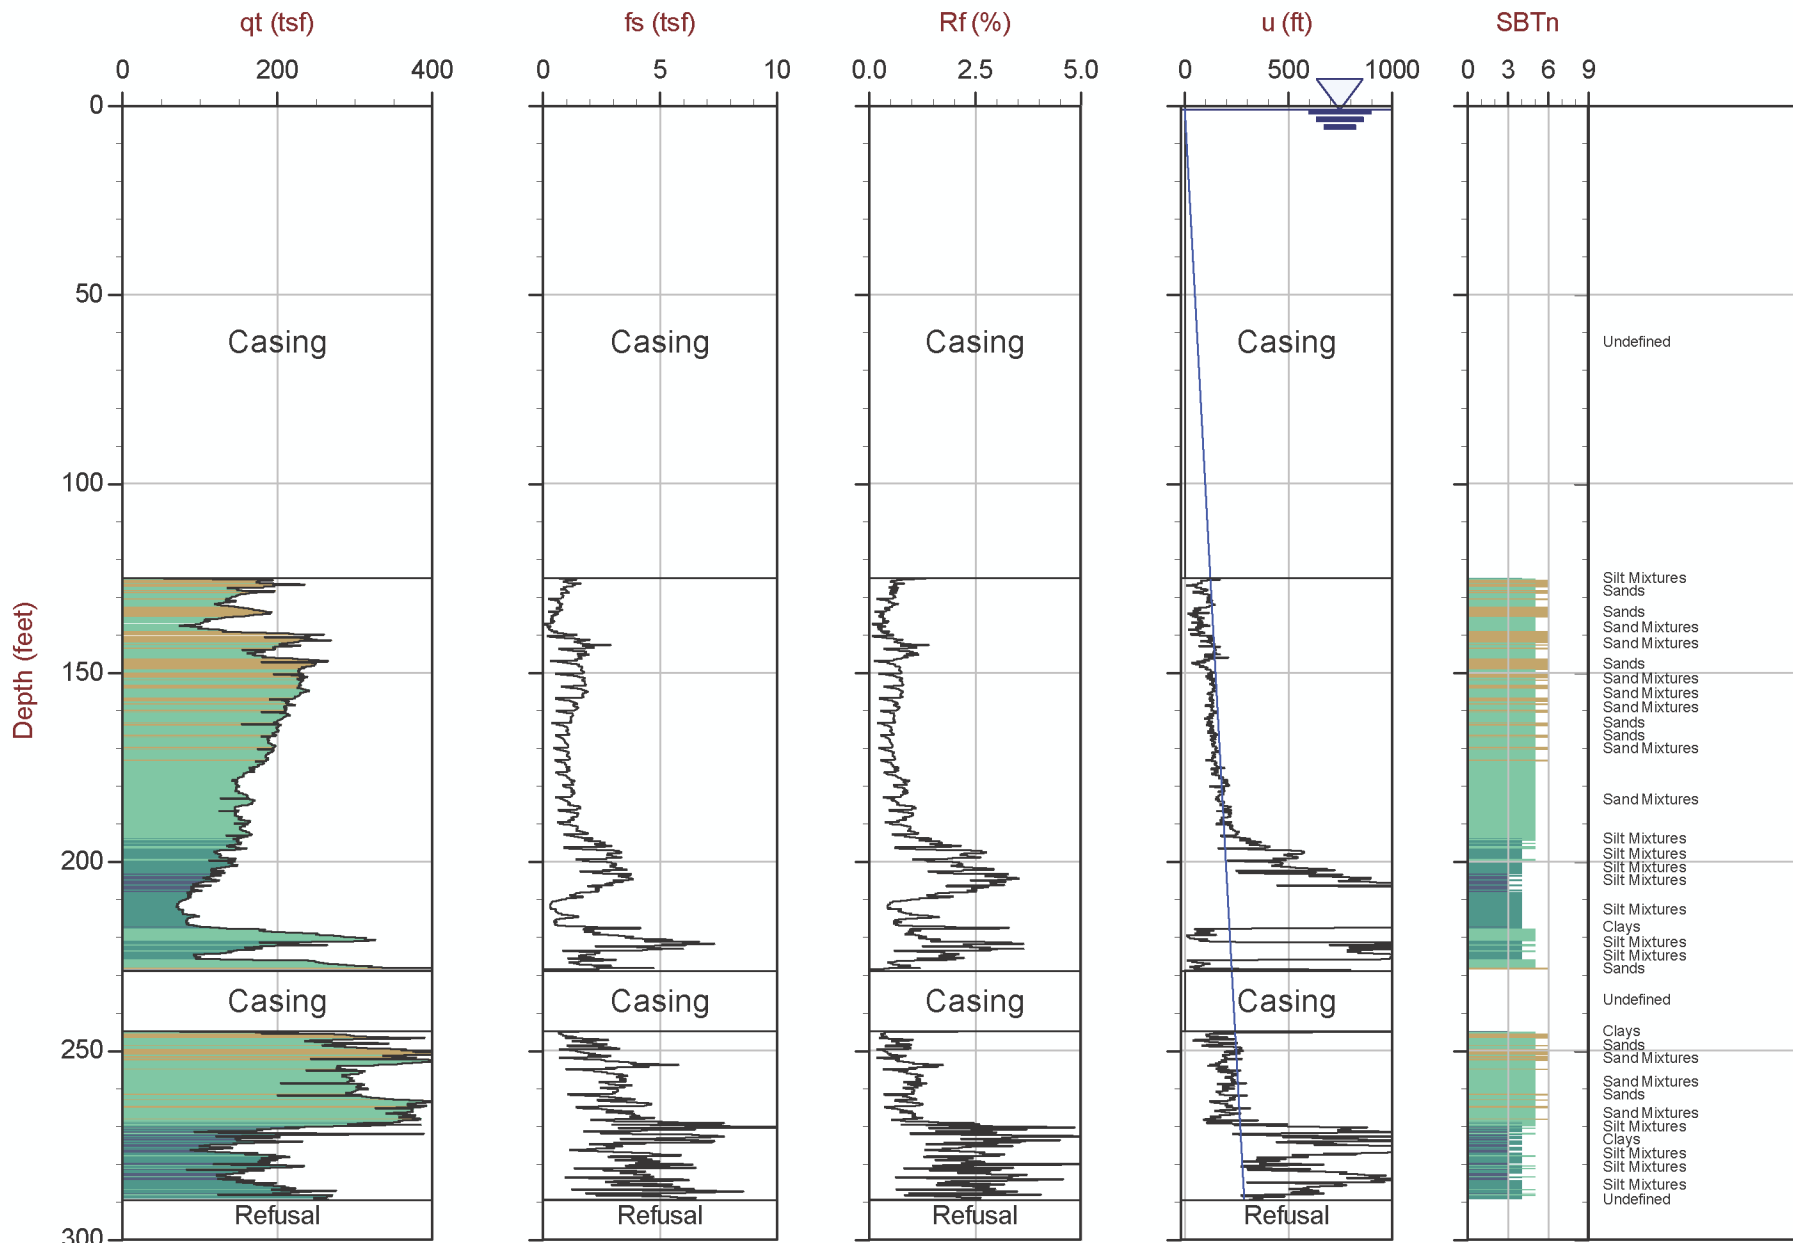 qt (tsf) fs (tsf) Rf (%) u (ft) SBTn
0 200 400 0 5 10 0.0 2.5 5.0 0 500 1000 0 3 6 9
0
50
Casing Casing Casing Casing Undefined
100
Silt Mixtures
Sands
Sands
Sand Mixtures
Sand Mixtures
Sands
150
Sand Mixtures
Sand Mixtures
Sand Mixtures
Sands
Sands
Sand Mixtures
Depth (feet)
Sand Mixtures
Silt Mixtures
Silt Mixtures
200
Silt Mixtures
Silt Mixtures
Silt Mixtures
Clays
Silt Mixtures
Silt Mixtures
Sands
Casing Casing Casing Casing Undefined
Clays
Sands
250
Sand Mixtures
Sand Mixtures
Sands
Sand Mixtures
Silt Mixtures
Clays
Silt Mixtures
Silt Mixtures
Silt Mixtures
Undefined
Refusal Refusal Refusal Refusal
300